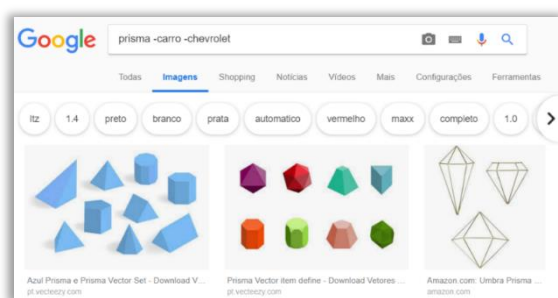 Google prisma -carro -chevrolet
Todas Imagens Shopping Notícias Vídeos Mais Configurações Ferramentas
ltz 1.4 preto branco prata automatico vermelho maxx completo 1.0
Azul Prisma e Prisma Vector Set - Download V... Prisma Vector item define - Download Vetores ... Amazon.com: Umbra Prisma ...
pt.vecteezy.com pt.vecteezy.com amazon.com